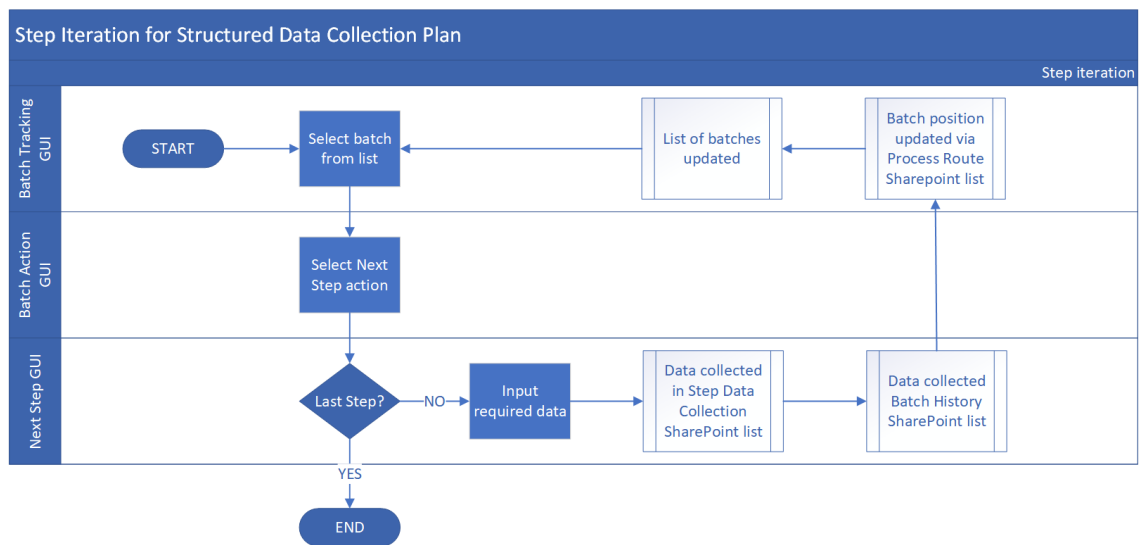 Step Iteration for Structured Data Collection Plan
Step iteration
Batch Tracking
GUI
START
Select batch
from list
List of batches
updated
Batch position
updated via
Process Route
Sharepoint list
Batch Action
GUI
Select Next
Step action
Next Step GUI
Last Step?
NO
Input
required data
Data collected
in Step Data
Collection
SharePoint list
Data collected
Batch History
SharePoint list
YES
END